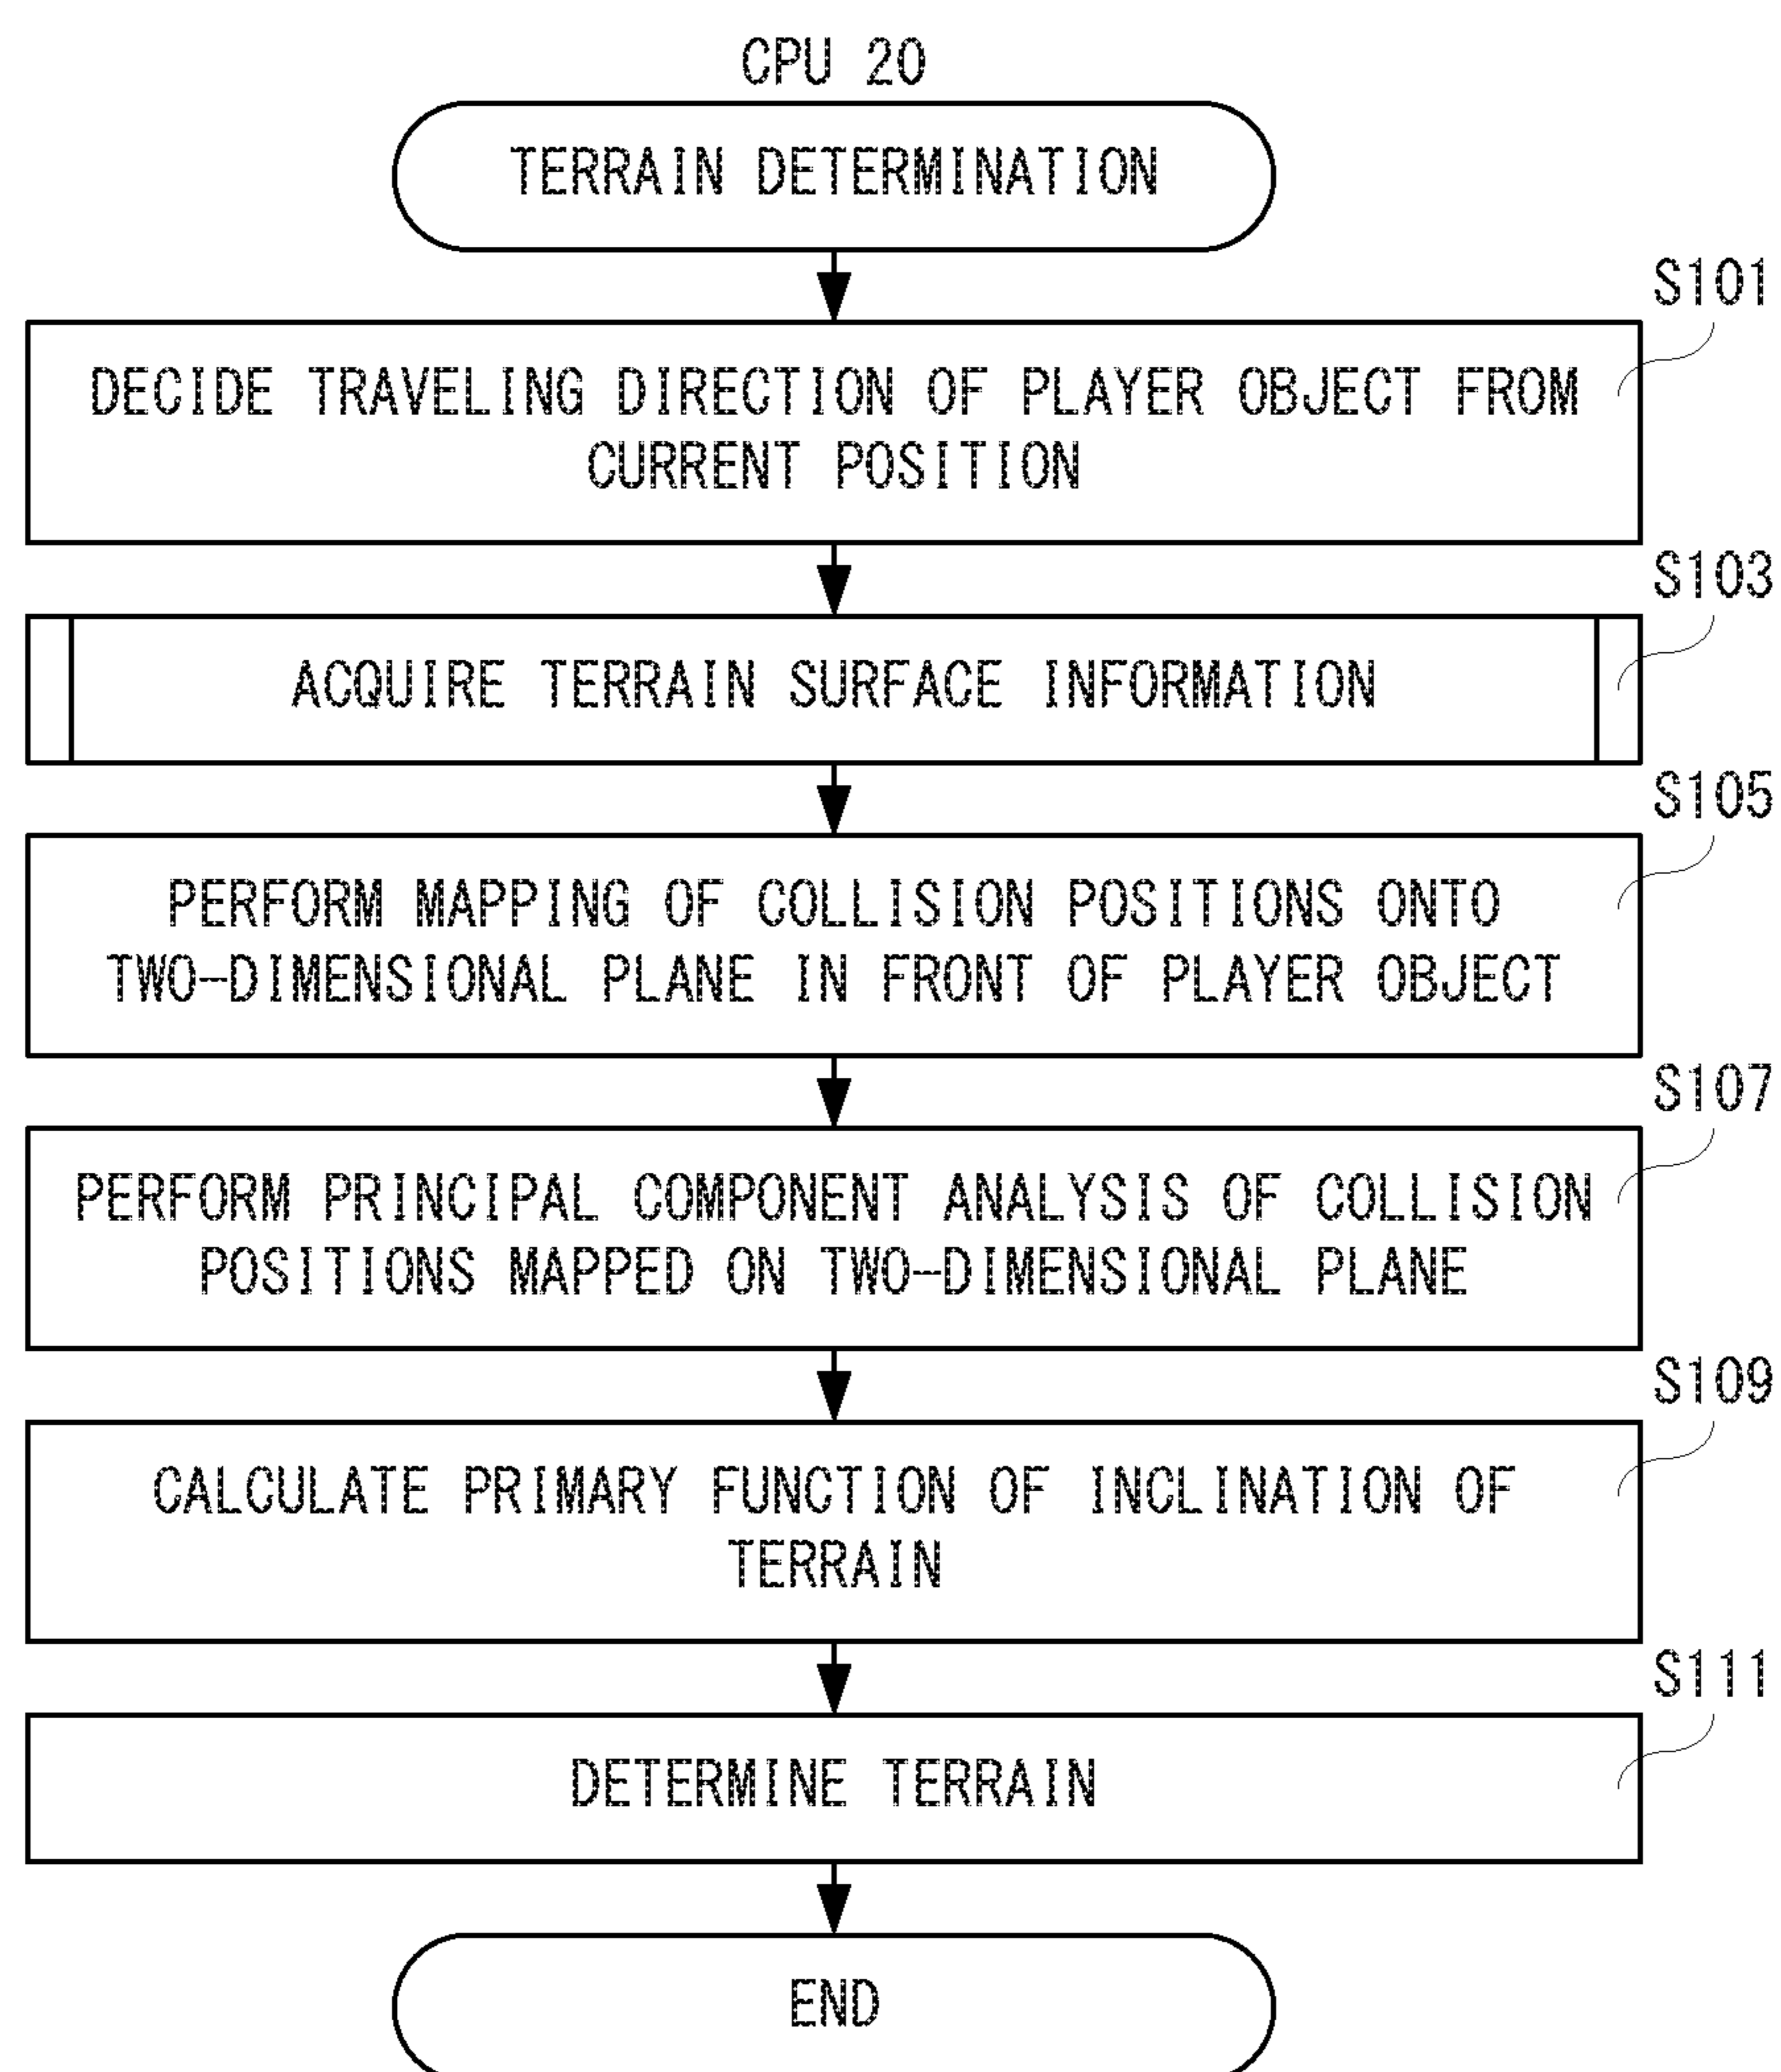 CPU 20
TERRAIN DETERMINATION
S101
DECIDE TRAVELING DIRECTION OF PLAYER OBJECT FROM
CURRENT POSITION
S103
ACQUIRE TERRAIN SURFACE INFORMATION
S105
PERFORM MAPPING OF COLLISION POSITIONS ONTO
TWO-DIMENSIONAL PLANE IN FRONT OF PLAYER OBJECT
S107
PERFORM PRINCIPAL COMPONENT ANALYSIS OF COLLISION
POSITIONS MAPPED ON TWO-DIMENSIONAL PLANE
S109
CALCULATE PRIMARY FUNCTION OF INCLINATION OF
TERRAIN
S111
DETERMINE TERRAIN
END